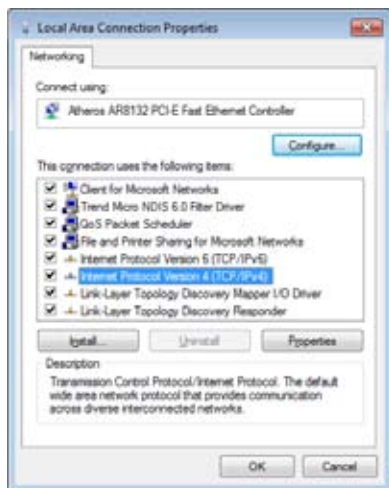 Local Area Connection Properties
Networking
Connect using:
Atheros AR8132 PCI-E Fast Ethernet Controller
Configure...
This connection uses the following items:
Client for Microsoft Networks
Trend Micro NDIS 6.0 Filter Driver
QoS Packet Scheduler
File and Printer Sharing for Microsoft Networks
Internet Protocol Version 6 (TCP/IPv6)
Internet Protocol Version 4 (TCP/IPv4)
Link-Layer Topology Discovery Mapper I/O Driver
Link-Layer Topology Discovery Responder
Install... Uninstall Properties
Description
Transmission Control Protocol/Internet Protocol. The default
wide area network protocol that provides communication
across diverse interconnected networks.
OK Cancel